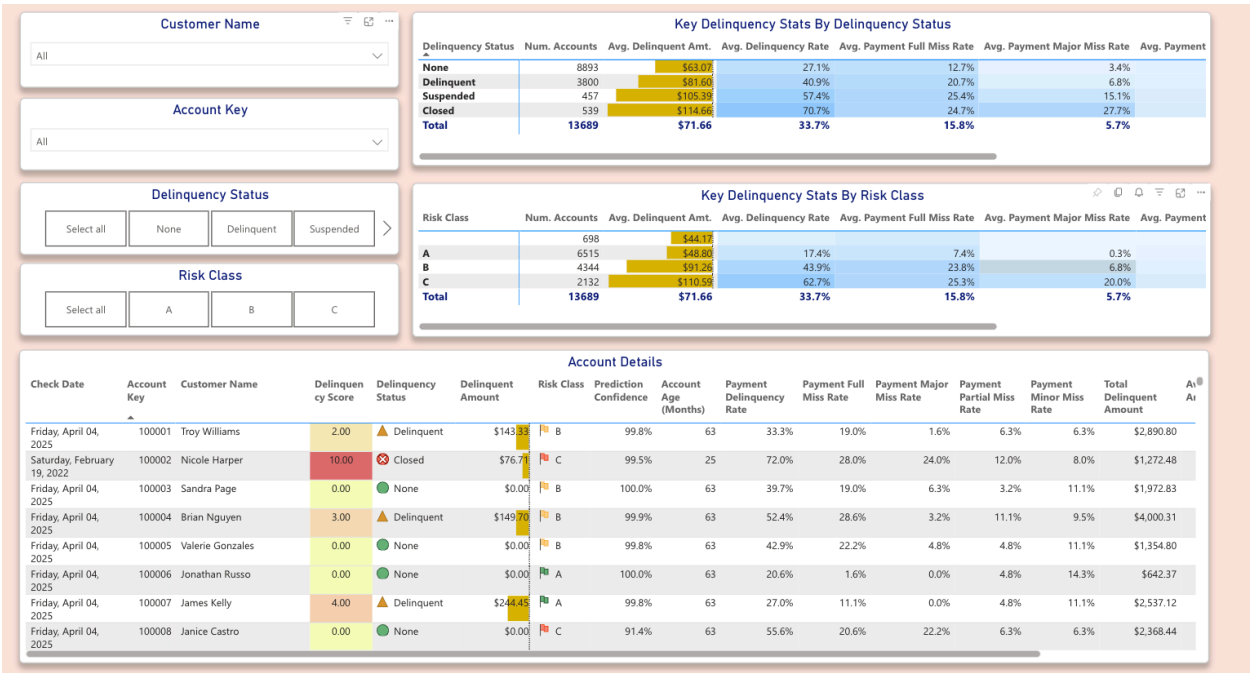 Customer Name
All
Account Key
All
Delinquency Status
Select all None Delinquent Suspended
Risk Class
Select all A B C
Key Delinquency Stats By Delinquency Status
Delinquency Status Num. Accounts Avg. Delinquent Amt. Avg. Delinquency Rate Avg. Payment Full Miss Rate Avg. Payment Major Miss Rate Avg. Payment
None 8893 $63.07 27.1% 12.7% 3.4%
Delinquent 3800 $81.60 40.9% 20.7% 6.8%
Suspended 457 $105.39 57.4% 25.4% 15.1%
Closed 539 $114.66 70.7% 24.7% 27.7%
Total 13689 $71.66 33.7% 15.8% 5.7%
Key Delinquency Stats By Risk Class
Risk Class Num. Accounts Avg. Delinquent Amt. Avg. Delinquency Rate Avg. Payment Full Miss Rate Avg. Payment Major Miss Rate Avg. Payment
698 $44.17
A 6515 $48.80 17.4% 7.4% 0.3%
B 4344 $91.26 43.9% 23.8% 6.8%
C 2132 $110.59 62.7% 25.3% 20.0%
Total 13689 $71.66 33.7% 15.8% 5.7%
Account Details
Check Date Account Customer Name Delinquen Delinquency Delinquent Risk Class Prediction Account Payment Payment Full Payment Major Payment Payment Total
Key cy Score Status Amount Confidence Age Delinquency Miss Rate Miss Rate Partial Miss Minor Miss Delinquent
(Months) Rate Rate Rate Amount
Friday, April 04, 100001 Troy Williams 2.00 Delinquent $143.33 B 99.8% 63 33.3% 19.0% 1.6% 6.3% 6.3% $2,890.80
2025
Saturday, February 100002 Nicole Harper 10.00 Closed $76.71 C 99.5% 25 72.0% 28.0% 24.0% 12.0% 8.0% $1,272.48
19, 2022
Friday, April 04, 100003 Sandra Page 0.00 None $0.00 B 100.0% 63 39.7% 19.0% 6.3% 3.2% 11.1% $1,972.83
2025
Friday, April 04, 100004 Brian Nguyen 3.00 Delinquent $149.70 B 99.9% 63 52.4% 28.6% 3.2% 11.1% 9.5% $4,000.31
2025
Friday, April 04, 100005 Valerie Gonzales 0.00 None $0.00 B 99.8% 63 42.9% 22.2% 4.8% 4.8% 11.1% $1,354.80
2025
Friday, April 04, 100006 Jonathan Russo 0.00 None $0.00 A 100.0% 63 20.6% 1.6% 0.0% 4.8% 14.3% $642.37
2025
Friday, April 04, 100007 James Kelly 4.00 Delinquent $244.45 A 99.8% 63 27.0% 11.1% 0.0% 4.8% 11.1% $2,537.12
2025
Friday, April 04, 100008 Janice Castro 0.00 None $0.00 C 91.4% 63 55.6% 20.6% 22.2% 6.3% 6.3% $2,368.44
2025